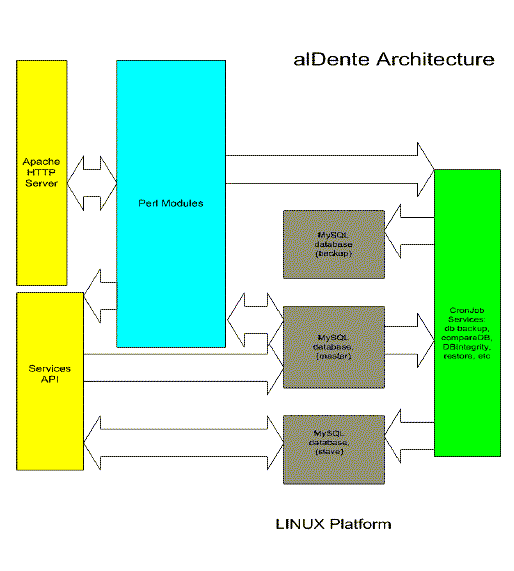 alDente Architecture
Apache
HTTP
Server
Perl Modules
MySQL
database
{backup}
CronJob
Services:
db backup,
compareDB,
DBIntegrity,
restore, etc
MySQL
database,
{master}
Services
API
MySQL
database,
{slave}
LINUX Platform